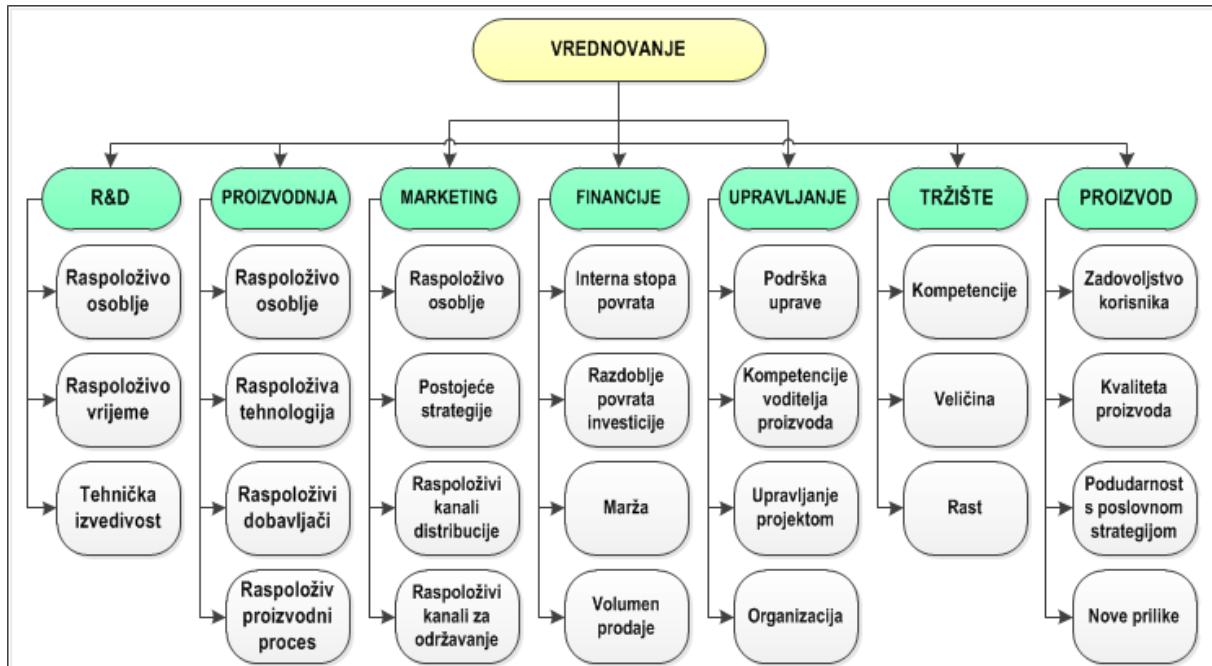 VREDNOVANJE
R&D
PROIZVODNJA
MARKETING
FINANCIJE
UPRAVLJANJE
TRŽIŠTE
PROIZVOD
Raspoloživo
osoblje
Raspoloživo
osoblje
Raspoloživo
osoblje
Interna stopa
povrata
Podrška
uprave
Kompetencije
Zadovoljstvo
korisnika
Raspoloživo
vrijeme
Raspoloživa
tehnologija
Postojeće
strategije
Razdoblje
povrata
investicije
Kompetencije
voditelja
proizvoda
Veličina
Kvaliteta
proizvoda
Tehnička
izvedivost
Raspoloživi
dobavljači
Raspoloživi
kanali
distribucije
Marža
Upravljanje
projektom
Rast
Podudarnost
s poslovnom
strategijom
Raspoloživ
proizvodni
proces
Raspoloživi
kanali za
održavanje
Volumen
prodaje
Organizacija
Nove prilike